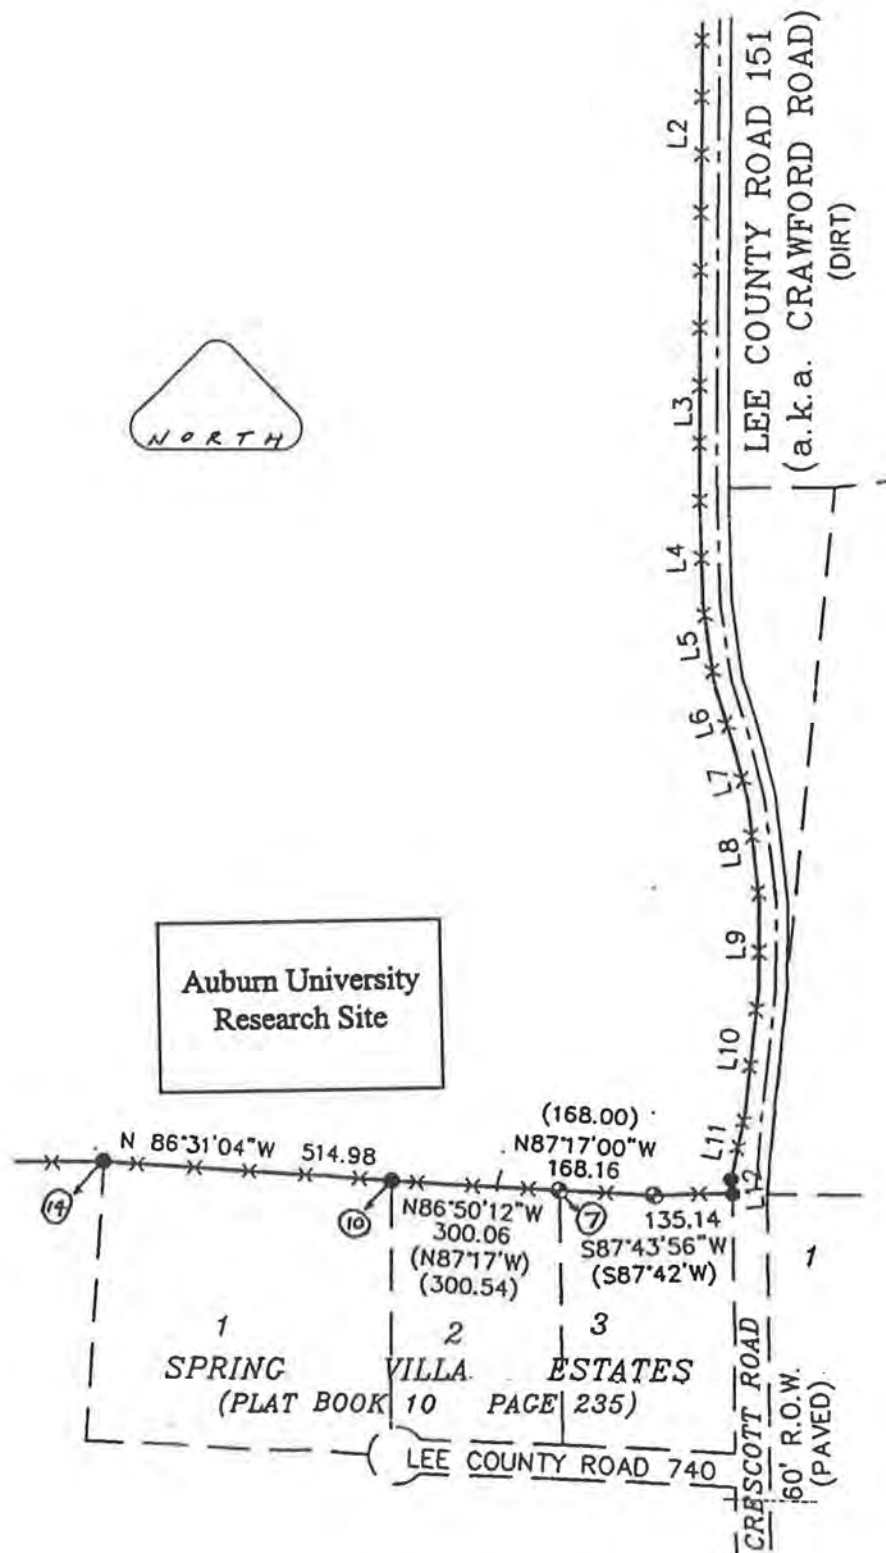 L2
LEE COUNTY ROAD 151
(a.k.a. CRAWFORD ROAD)
(DIRT)
NORTH
L3
L4
L5
L6
L7
L8
L9
Auburn University
Research Site
L10
L11
L12
N 86°31'04"W 514.98
(168.00)
N87°17'00"W
168.16
14
10
7
N86°50'12"W
300.06
(N87°17'W)
(300.54)
135.14
S87°43'56"W
(S87°42'W)
1
1
2
3
SPRING VILLA ESTATES
(PLAT BOOK 10 PAGE 235)
LEE COUNTY ROAD 740
CRESCOTT ROAD
60' R.O.W.
(PAVED)